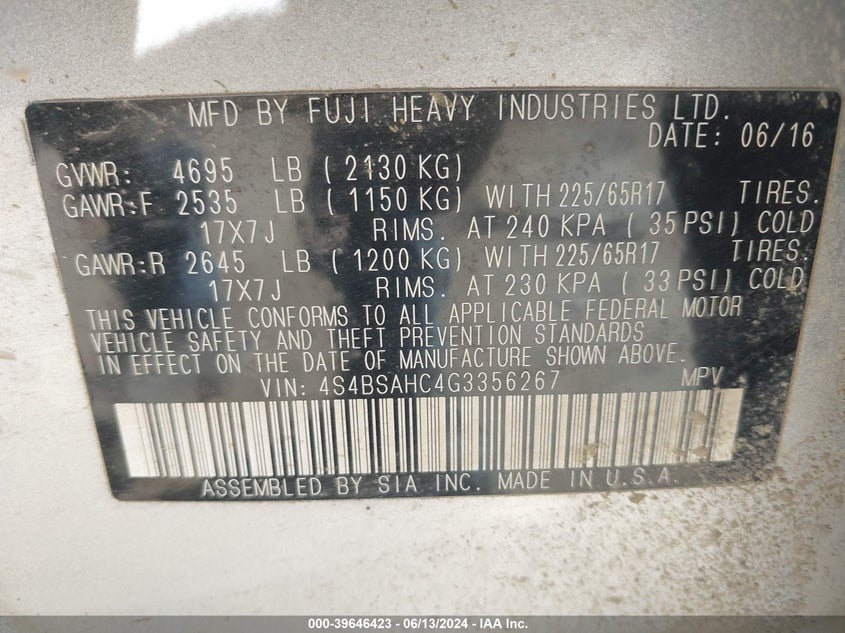 MFD BY FUJI HEAVY INDUSTRIES LTD.
DATE: 06/16
GVWR: 4695 LB ( 2130 KG)
GAWR:F 2535 LB ( 1150 KG) WITH 225/65R17 TIRES.
17X7J RIMS. AT 240 KPA ( 35 PSI) COLD
GAWR:R 2645 LB ( 1200 KG) WITH 225/65R17 TIRES.
17X7J RIMS. AT 230 KPA ( 33 PSI) COLD
THIS VEHICLE CONFORMS TO ALL APPLICABLE FEDERAL MOTOR
VEHICLE SAFETY AND THEFT PREVENTION STANDARDS
IN EFFECT ON THE DATE OF MANUFACTURE SHOWN ABOVE.
VIN: 4S4BSAHC4G3356267 MPV
ASSEMBLED BY SIA INC. MADE IN U.S.A.
000-39646423 - 06/13/2024 - IAA Inc.